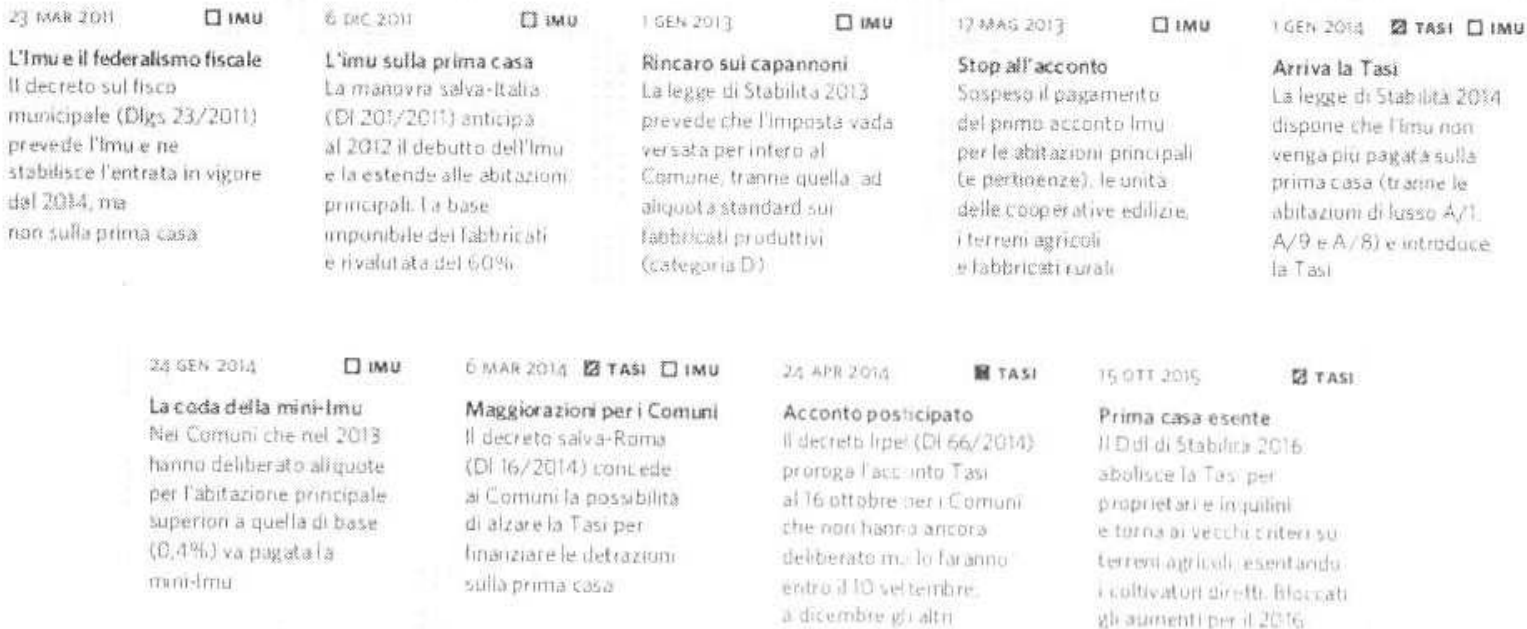 23 MAR 2011 IMU
L'Imu e il federalismo fiscale
Il decreto sul fisco
municipale (Dlgs 23/2011)
prevede l'Imu e ne
stabilisce l'entrata in vigore
dal 2014, ma
non sulla prima casa
6 DIC 2011 IMU
L'imu sulla prima casa
La manovra salva-Italia
(Dl 201/2011) anticipa
al 2012 il debutto dell'Imu
e la estende alle abitazioni
principali. La base
imponibile dei fabbricati
e rivalutata del 60%
1 GEN 2013 IMU
Rincaro sui capannoni
La legge di Stabilità 2013
prevede che l'imposta vada
versata per intero al
Comune, tranne quella ad
aliquota standard sui
fabbricati produttivi
(categoria D)
17 MAG 2013 IMU
Stop all'acconto
Sospeso il pagamento
del primo acconto Imu
per le abitazioni principali
(e pertinenze), le unità
delle cooperative edilizie,
i terreni agricoli
e fabbricati rurali
1 GEN 2014 TASI IMU
Arriva la Tasi
La legge di Stabilità 2014
dispone che l'Imu non
venga più pagata sulla
prima casa (tranne le
abitazioni di lusso A/1,
A/9 e A/8) e introduce
la Tasi
24 GEN 2014 IMU
La coda della mini-Imu
Nei Comuni che nel 2013
hanno deliberato aliquote
per l'abitazione principale
superiori a quella di base
(0,4%) va pagata la
mini-Imu
6 MAR 2014 TASI IMU
Maggiorazioni per i Comuni
Il decreto salva-Roma
(Dl 16/2014) concede
ai Comuni la possibilità
di alzare la Tasi per
finanziare le detrazioni
sulla prima casa
24 APR 2014 TASI
Acconto posticipato
Il decreto Irpef (Dl 66/2014)
proroga l'acconto Tasi
al 16 ottobre per i Comuni
che non hanno ancora
deliberato ma lo faranno
entro il 10 settembre,
a dicembre gli altri
15 OTT 2015 TASI
Prima casa esente
Il Ddl di Stabilità 2016
abolisce la Tasi per
proprietari e inquilini
e torna ai vecchi criteri su
terreni agricoli, esentando
i coltivatori diretti. Bloccati
gli aumenti per il 2016